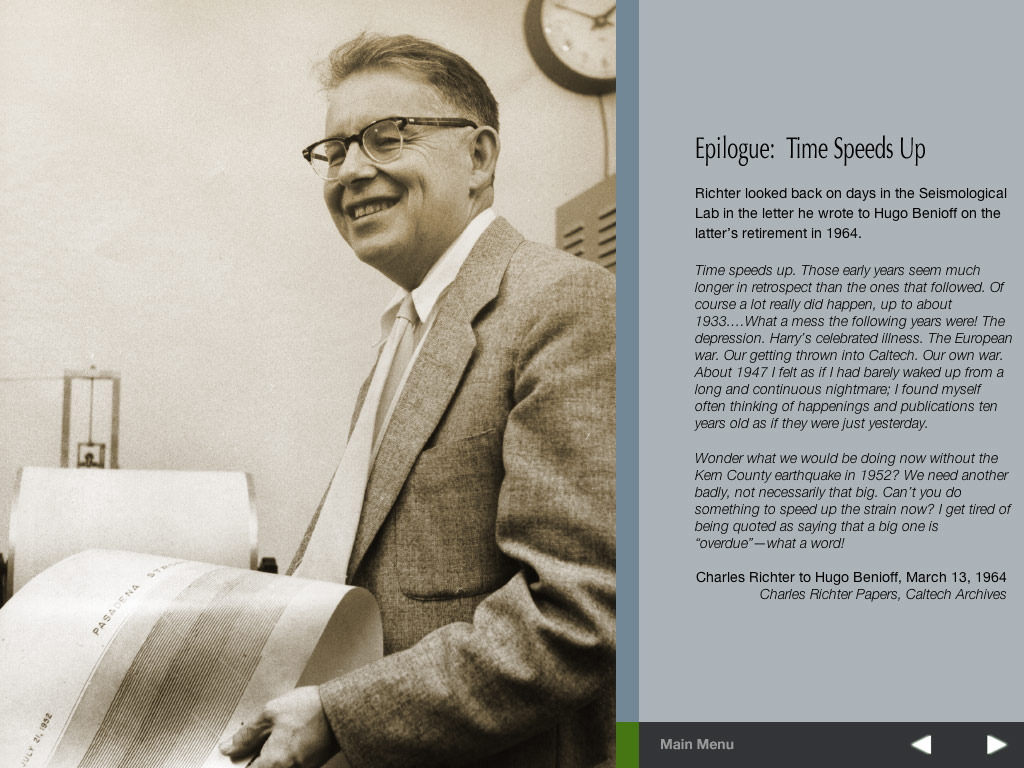 PASADENA STA
JULY 21, 1952
Epilogue: Time Speeds Up
Richter looked back on days in the Seismological
Lab in the letter he wrote to Hugo Benioff on the
latter's retirement in 1964.
Time speeds up. Those early years seem much
longer in retrospect than the ones that followed. Of
course a lot really did happen, up to about
1933....What a mess the following years were! The
depression. Harry's celebrated illness. The European
war. Our getting thrown into Caltech. Our own war.
About 1947 I felt as if I had barely waked up from a
long and continuous nightmare; I found myself
often thinking of happenings and publications ten
years old as if they were just yesterday.
Wonder what we would be doing now without the
Kern County earthquake in 1952? We need another
badly, not necessarily that big. Can't you do
something to speed up the strain now? I get tired of
being quoted as saying that a big one is
“overdue”—what a word!
Charles Richter to Hugo Benioff, March 13, 1964
Charles Richter Papers, Caltech Archives
Main Menu